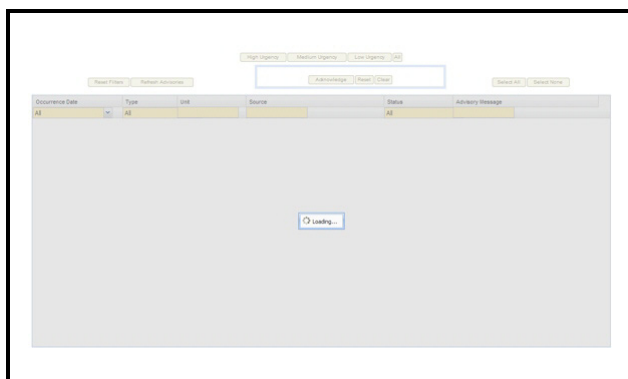 High Urgency Medium Urgency Low Urgency All
Reset Filters Refresh Advisories Acknowledge Reset Clear Select All Select None
Occurrence Date Type Unit Source Status Advisory Message
All All All
Loading...